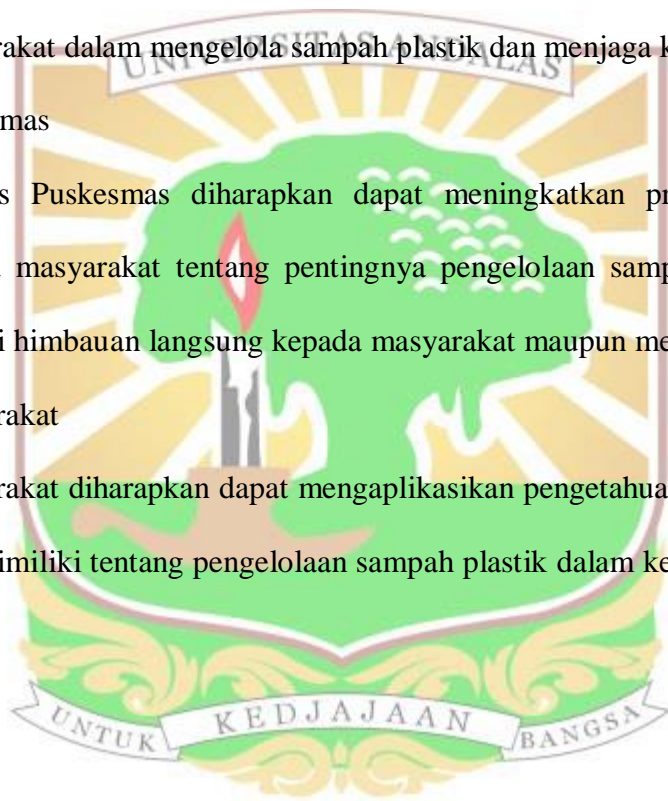 UNIVERSITAS ANDALAS
rakat dalam mengelola sampah plastik dan menjaga k
mas
s Puskesmas diharapkan dapat meningkatkan pr
masyarakat tentang pentingnya pengelolaan samp
i himbauan langsung kepada masyarakat maupun me
rakat
rakat diharapkan dapat mengaplikasikan pengetahua
imiliki tentang pengelolaan sampah plastik dalam ke
UNTUK KEDJAJAAN BANGSA